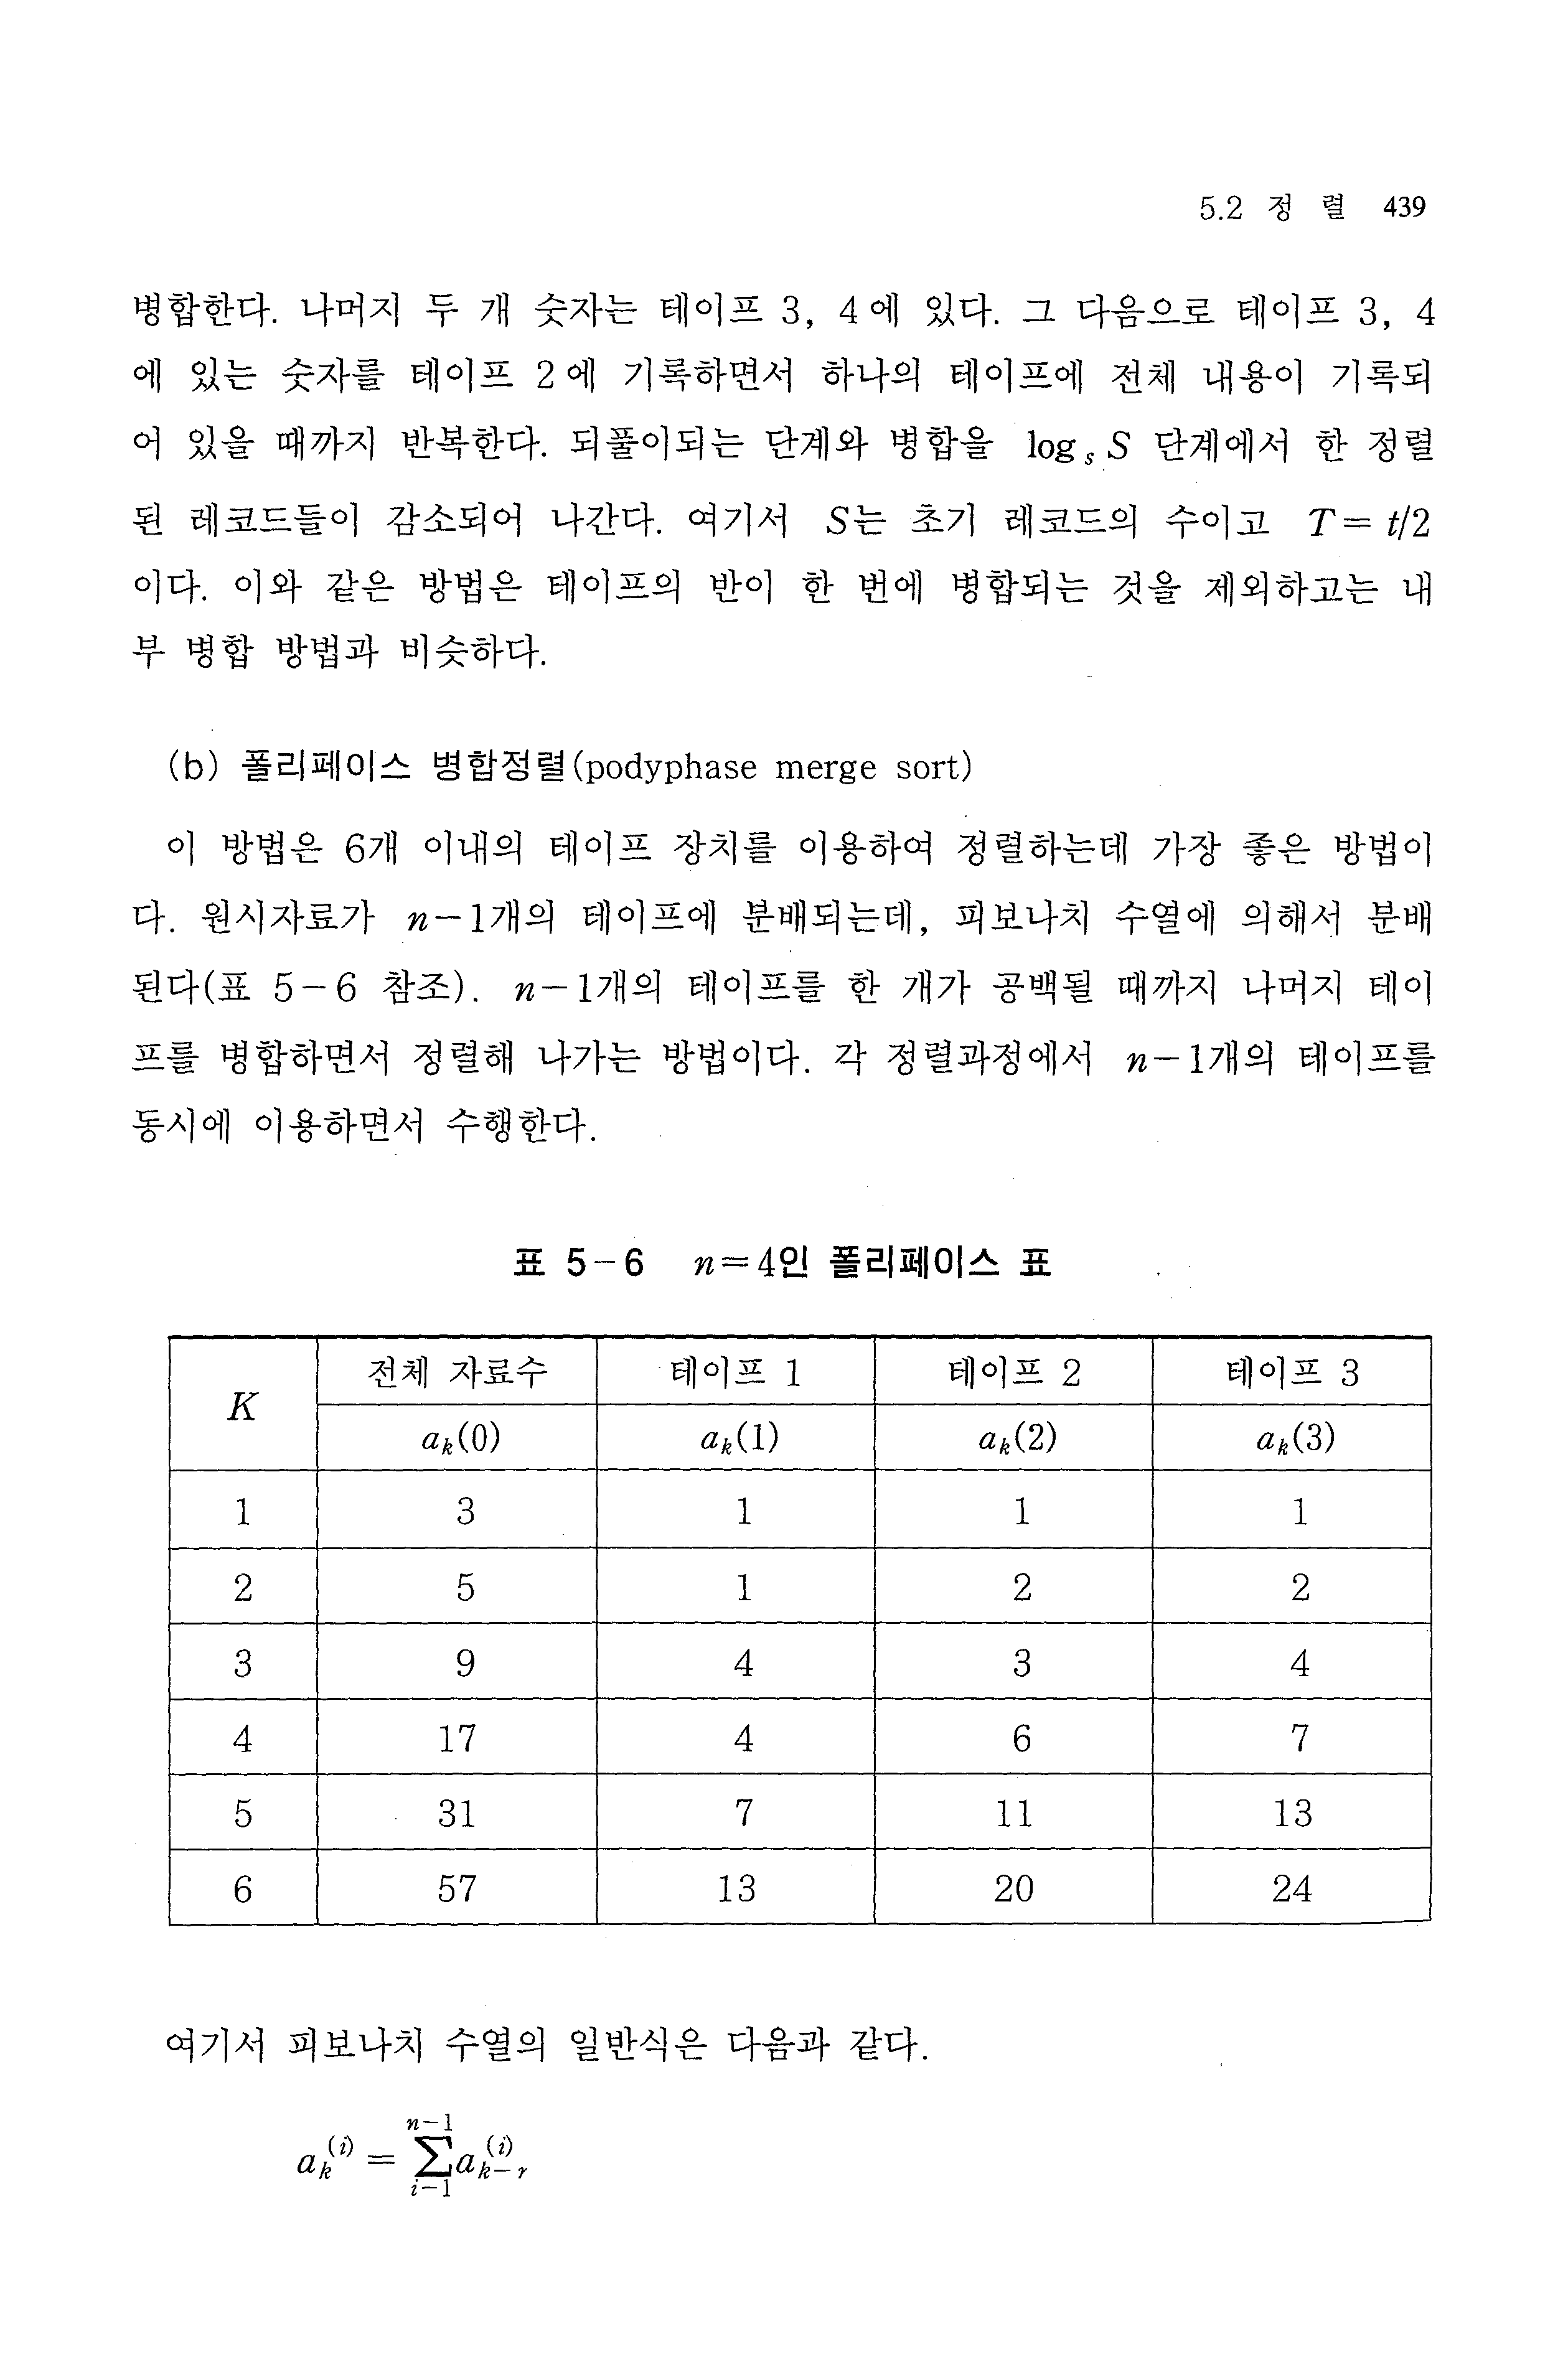 5.2 정 렬 439
병합한다. 나머지 두 개 숫자는 테이프 3, 4에 있다. 그 다음으로 테이프 3, 4
에 있는 숫자를 테이프 2에 기록하면서 하나의 테이프에 전체 내용이 기록되
어 있을 때까지 반복한다. 되풀이되는 단계와 병합을 log s S 단계에서 한 정렬
된 레코드들이 감소되어 나간다. 여기서 S는 초기 레코드의 수이고 T = t/2
이다. 이와 같은 방법은 테이프의 반이 한 번에 병합되는 것을 제외하고는 내
부 병합 방법과 비슷하다.
(b) 폴리페이스 병합정렬(podyphase merge sort)
이 방법은 6개 이내의 테이프 장치를 이용하여 정렬하는데 가장 좋은 방법이
다. 원시자료가 n-1개의 테이프에 분배되는데, 피보나치 수열에 의해서 분배
된다(표 5-6 참조). n-1개의 테이프를 한 개가 공백될 때까지 나머지 테이
프를 병합하면서 정렬해 나가는 방법이다. 각 정렬과정에서 n-1개의 테이프를
동시에 이용하면서 수행한다.
표 5-6 n=4인 폴리페이스 표
K 전체 자료수 테이프 1 테이프 2 테이프 3
a_k(0) a_k(1) a_k(2) a_k(3)
1 3 1 1 1
2 5 1 2 2
3 9 4 3 4
4 17 4 6 7
5 31 7 11 13
6 57 13 20 24
여기서 피보나치 수열의 일반식은 다음과 같다.
a_k^(i) = Σ_{i-1}^{n-1} a_{k-r}^(i)